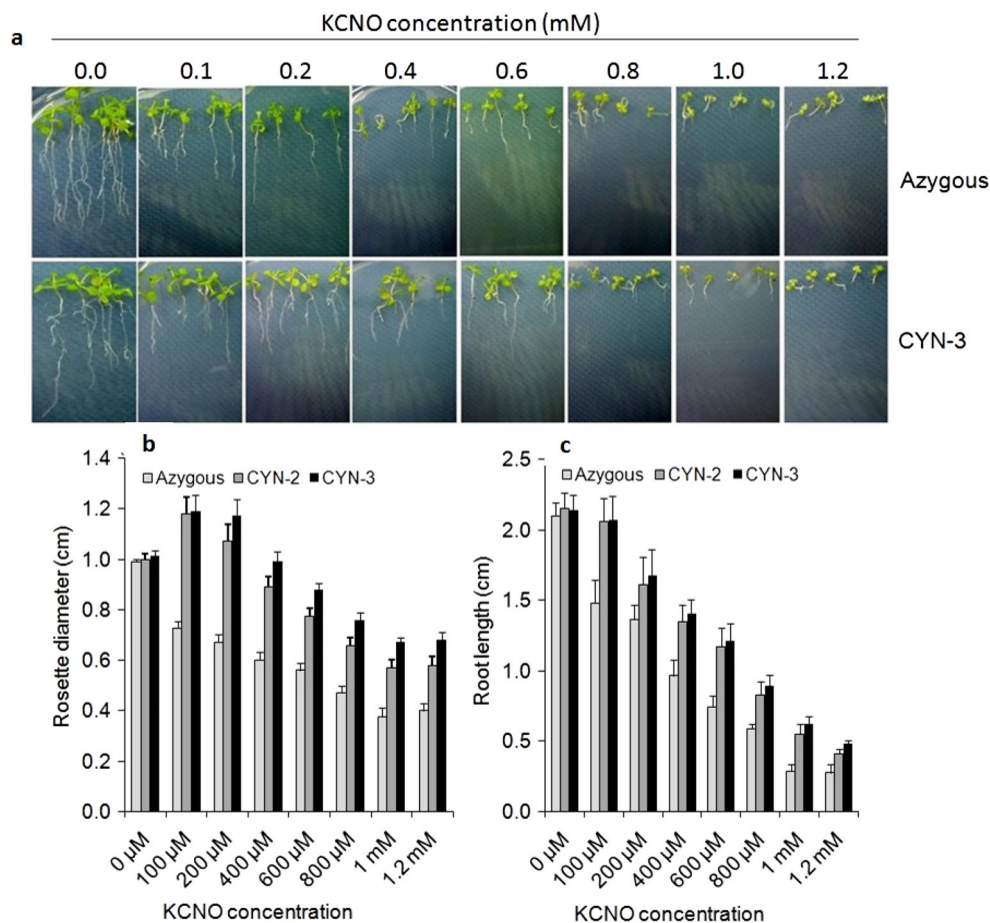 a
KCNO concentration (mM)
0.0 0.1 0.2 0.4 0.6 0.8 1.0 1.2
Azygous
CYN-3
b
1.4
1.2
1.0
0.8
0.6
0.4
0.2
0.0
Rosette diameter (cm)
Azygous CYN-2 CYN-3
0 µM 100 µM 200 µM 400 µM 600 µM 800 µM 1 mM 1.2 mM
KCNO concentration
c
2.5
2.0
1.5
1.0
0.5
0.0
Root length (cm)
Azygous CYN-2 CYN-3
0 µM 100 µM 200 µM 400 µM 600 µM 800 µM 1 mM 1.2 mM
KCNO concentration